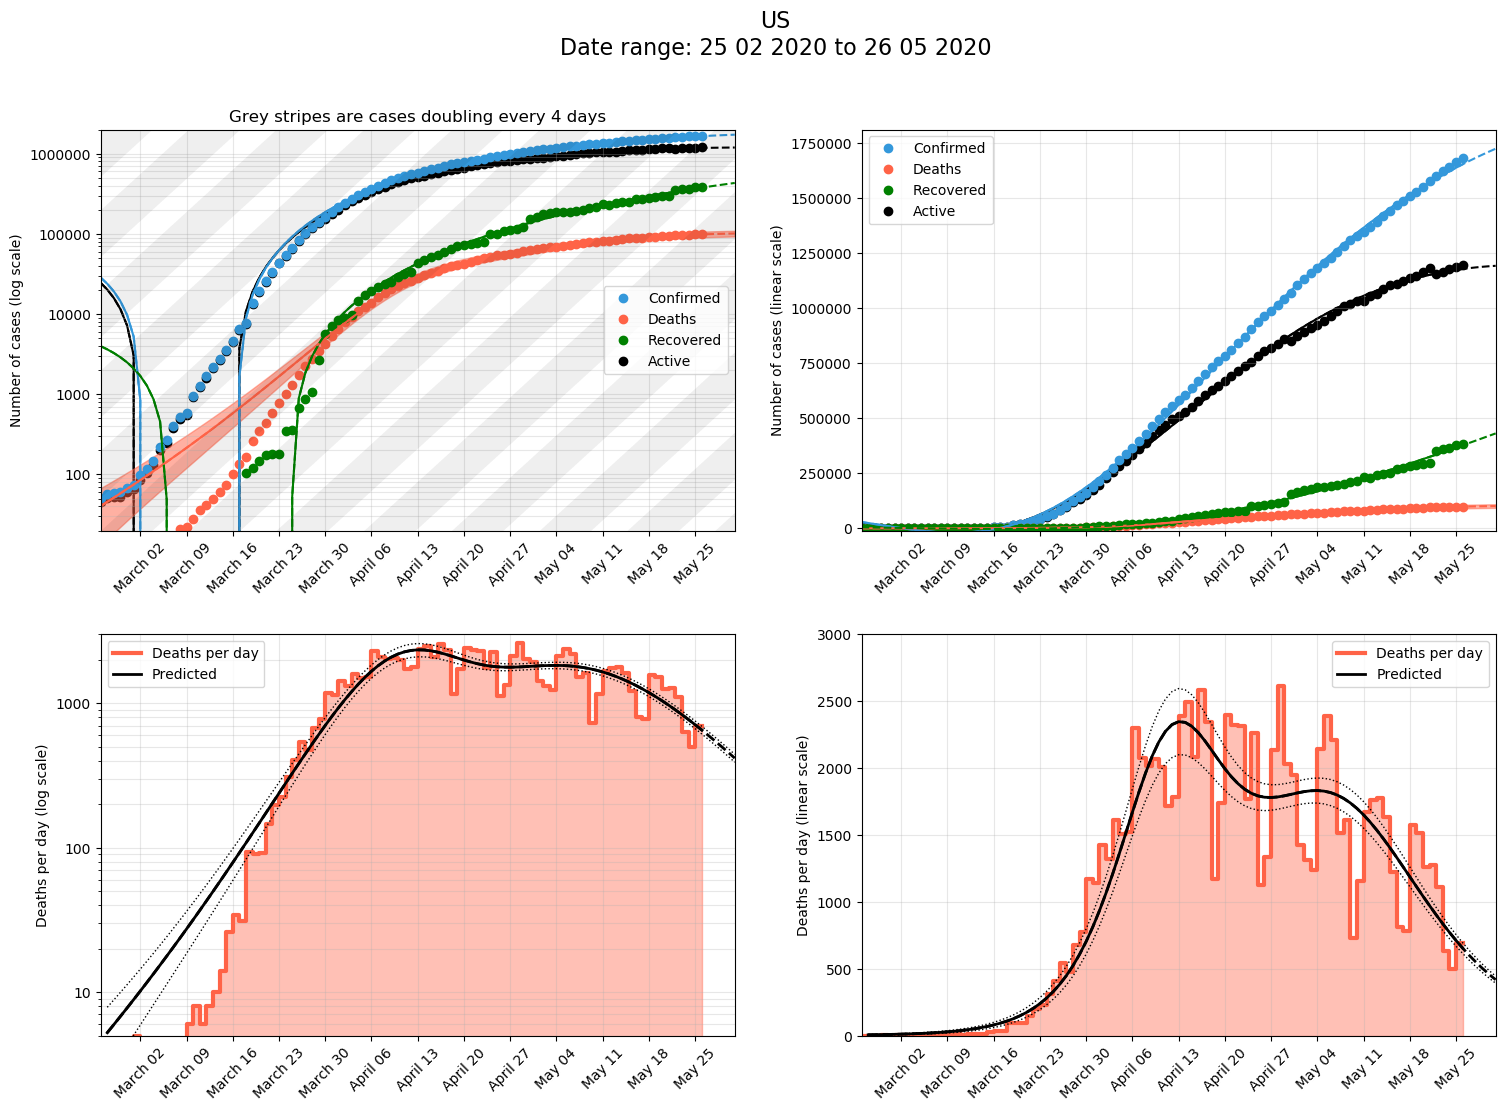 US
Date range: 25 02 2020 to 26 05 2020
Grey stripes are cases doubling every 4 days
Number of cases (log scale)
1000000
100000
10000
1000
100
Confirmed
Deaths
Recovered
Active
March 02
March 09
March 16
March 23
March 30
April 06
April 13
April 20
April 27
May 04
May 11
May 18
May 25
Number of cases (linear scale)
1750000
1500000
1250000
1000000
750000
500000
250000
0
Confirmed
Deaths
Recovered
Active
March 02
March 09
March 16
March 23
March 30
April 06
April 13
April 20
April 27
May 04
May 11
May 18
May 25
Deaths per day (log scale)
1000
100
10
Deaths per day
Predicted
March 02
March 09
March 16
March 23
March 30
April 06
April 13
April 20
April 27
May 04
May 11
May 18
May 25
Deaths per day (linear scale)
3000
2500
2000
1500
1000
500
0
Deaths per day
Predicted
March 02
March 09
March 16
March 23
March 30
April 06
April 13
April 20
April 27
May 04
May 11
May 18
May 25